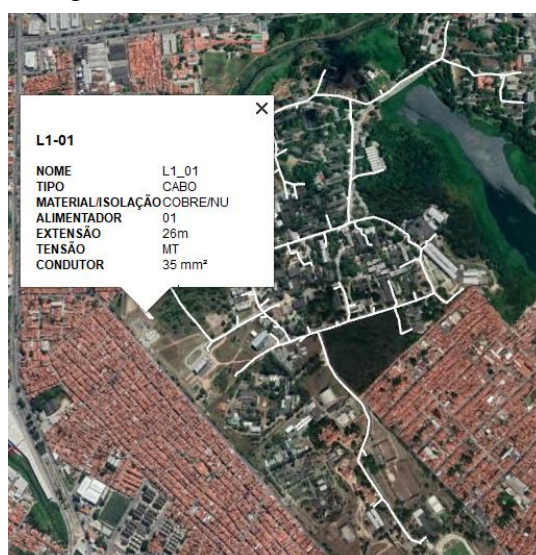 L1-01
NOME L1_01
TIPO CABO
MATERIAL/ISOLAÇÃO COBRE/NU
ALIMENTADOR 01
EXTENSÃO 26m
TENSÃO MT
CONDUTOR 35 mm²